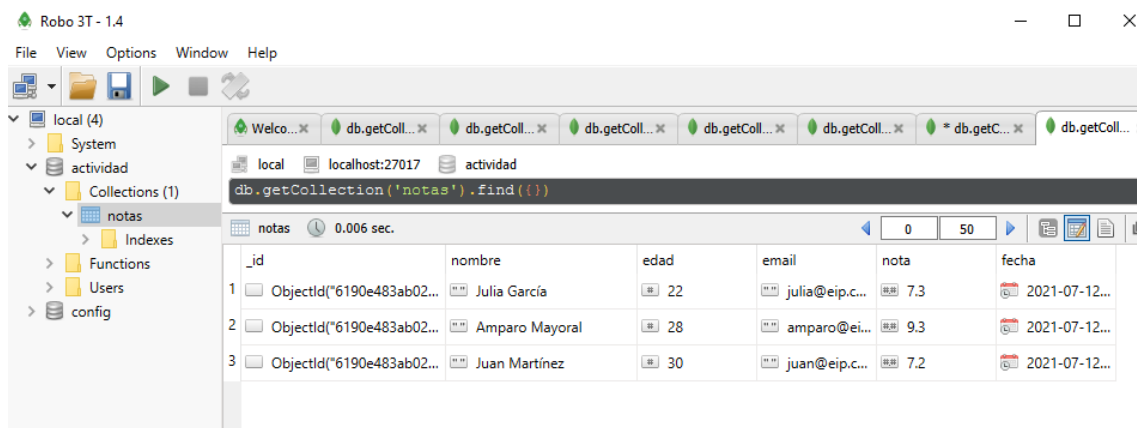 Robo 3T - 1.4
File View Options Window Help
local (4)
System
actividad
Collections (1)
notas
Indexes
Functions
Users
config
Welco... db.getColl... db.getColl... db.getColl... db.getColl... db.getColl... * db.getC... db.getColl...
local localhost:27017 actividad
db.getCollection('notas').find({})
notas 0.006 sec. 0 50
_id nombre edad email nota fecha
1 ObjectId("6190e483ab02... "" Julia García # 22 "" julia@eip.c... #.# 7.3 2021-07-12...
2 ObjectId("6190e483ab02... "" Amparo Mayoral # 28 "" amparo@ei... #.# 9.3 2021-07-12...
3 ObjectId("6190e483ab02... "" Juan Martínez # 30 "" juan@eip.c... #.# 7.2 2021-07-12...